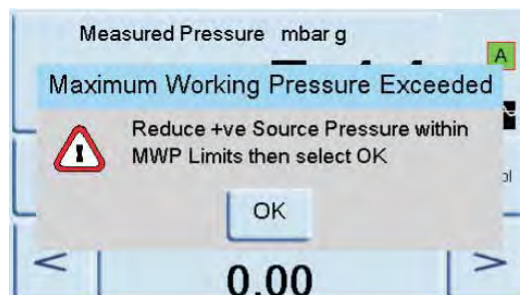 Measured Pressure mbar g
A
Maximum Working Pressure Exceeded
Reduce +ve Source Pressure within
MWP Limits then select OK
OK
<
0.00
>